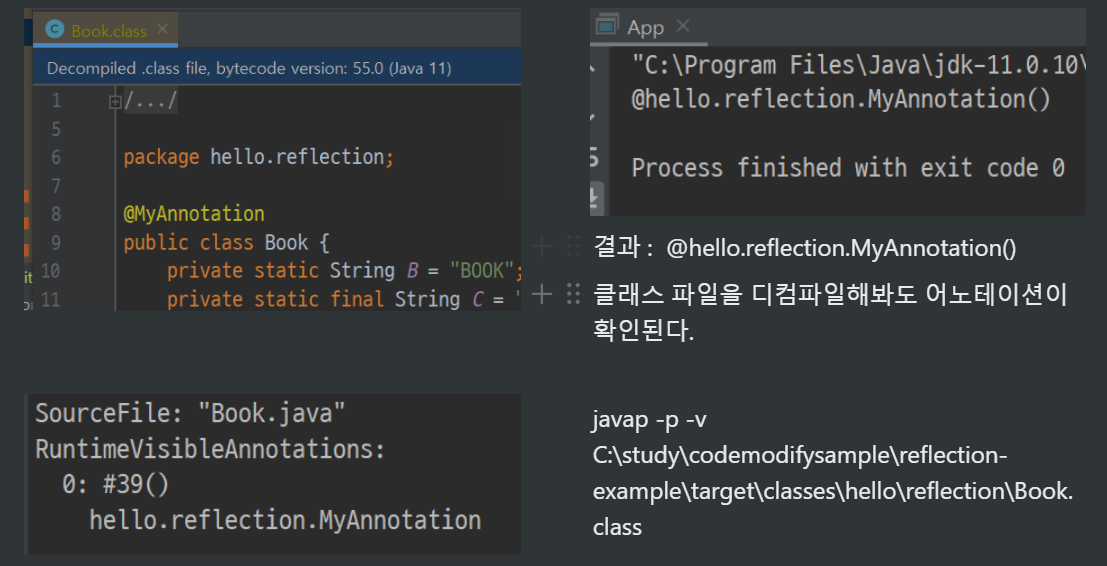 Book.class
Decompiled .class file, bytecode version: 55.0 (Java 11)
1 /.../
5
6 package hello.reflection;
7
8 @MyAnnotation
9 public class Book {
10 private static String B = "BOOK";
11 private static final String C = "
App
"C:\Program Files\Java\jdk-11.0.10\
@hello.reflection.MyAnnotation()
Process finished with exit code 0
결과 : @hello.reflection.MyAnnotation()
클래스 파일을 디컴파일해봐도 어노테이션이
확인된다.
SourceFile: "Book.java"
RuntimeVisibleAnnotations:
0: #39()
hello.reflection.MyAnnotation
javap -p -v
C:\study\codemodifysample\reflection-
example\target\classes\hello\reflection\Book.
class